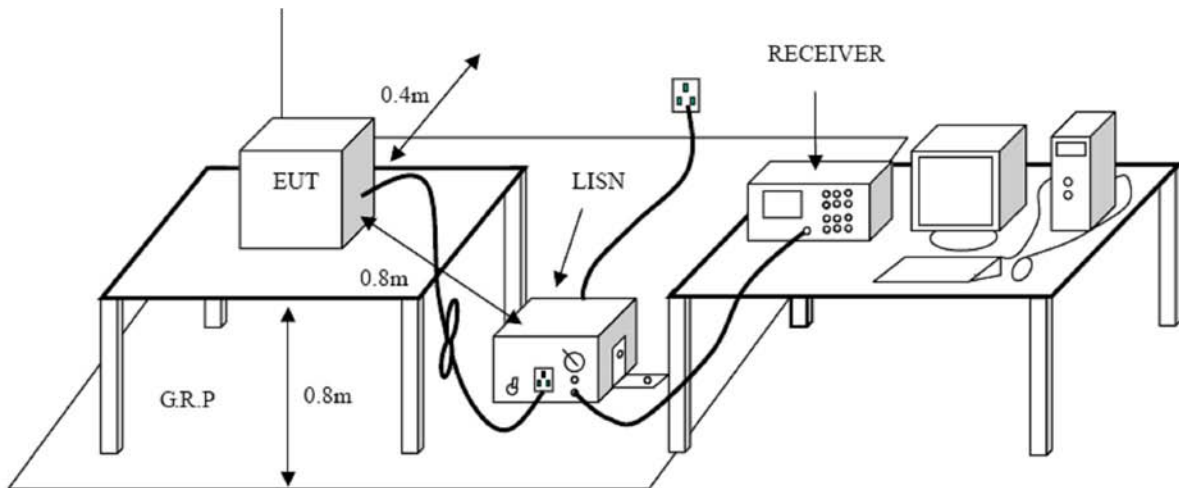 RECEIVER
0.4m
EUT
LISN
0.8m
G.R.P
0.8m